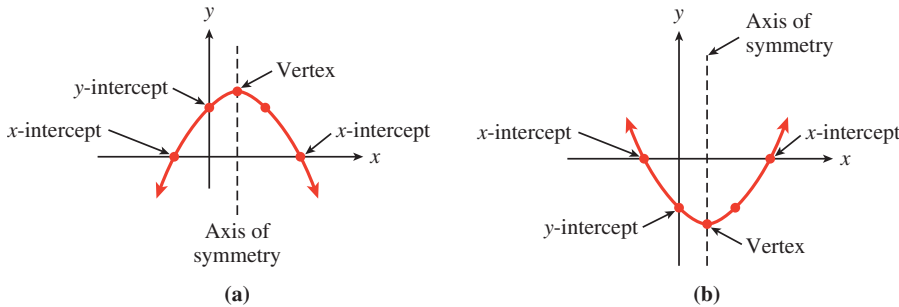 y
Vertex
y-intercept
x-intercept
x-intercept
x
Axis of
symmetry
(a)
y
Axis of
symmetry
x-intercept
x-intercept
x
y-intercept
Vertex
(b)